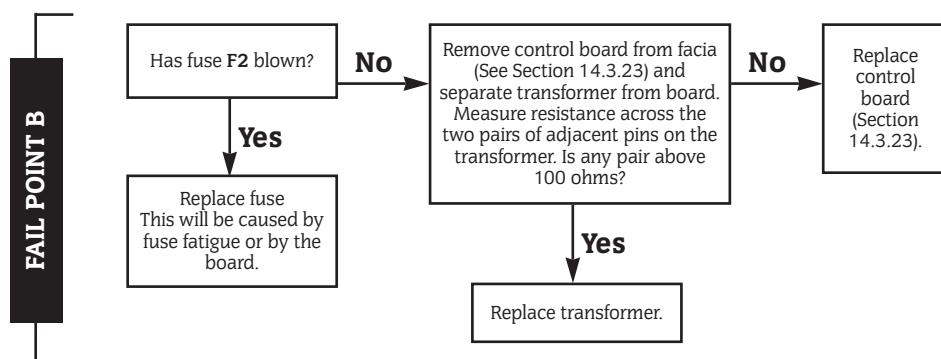 FAIL POINT B
Has fuse F2 blown?
No
Remove control board from facia
(See Section 14.3.23) and
separate transformer from board.
Measure resistance across the
two pairs of adjacent pins on the
transformer. Is any pair above
100 ohms?
No
Replace
control
board
(Section
14.3.23).
Yes
Replace fuse
This will be caused by
fuse fatigue or by the
board.
Yes
Replace transformer.